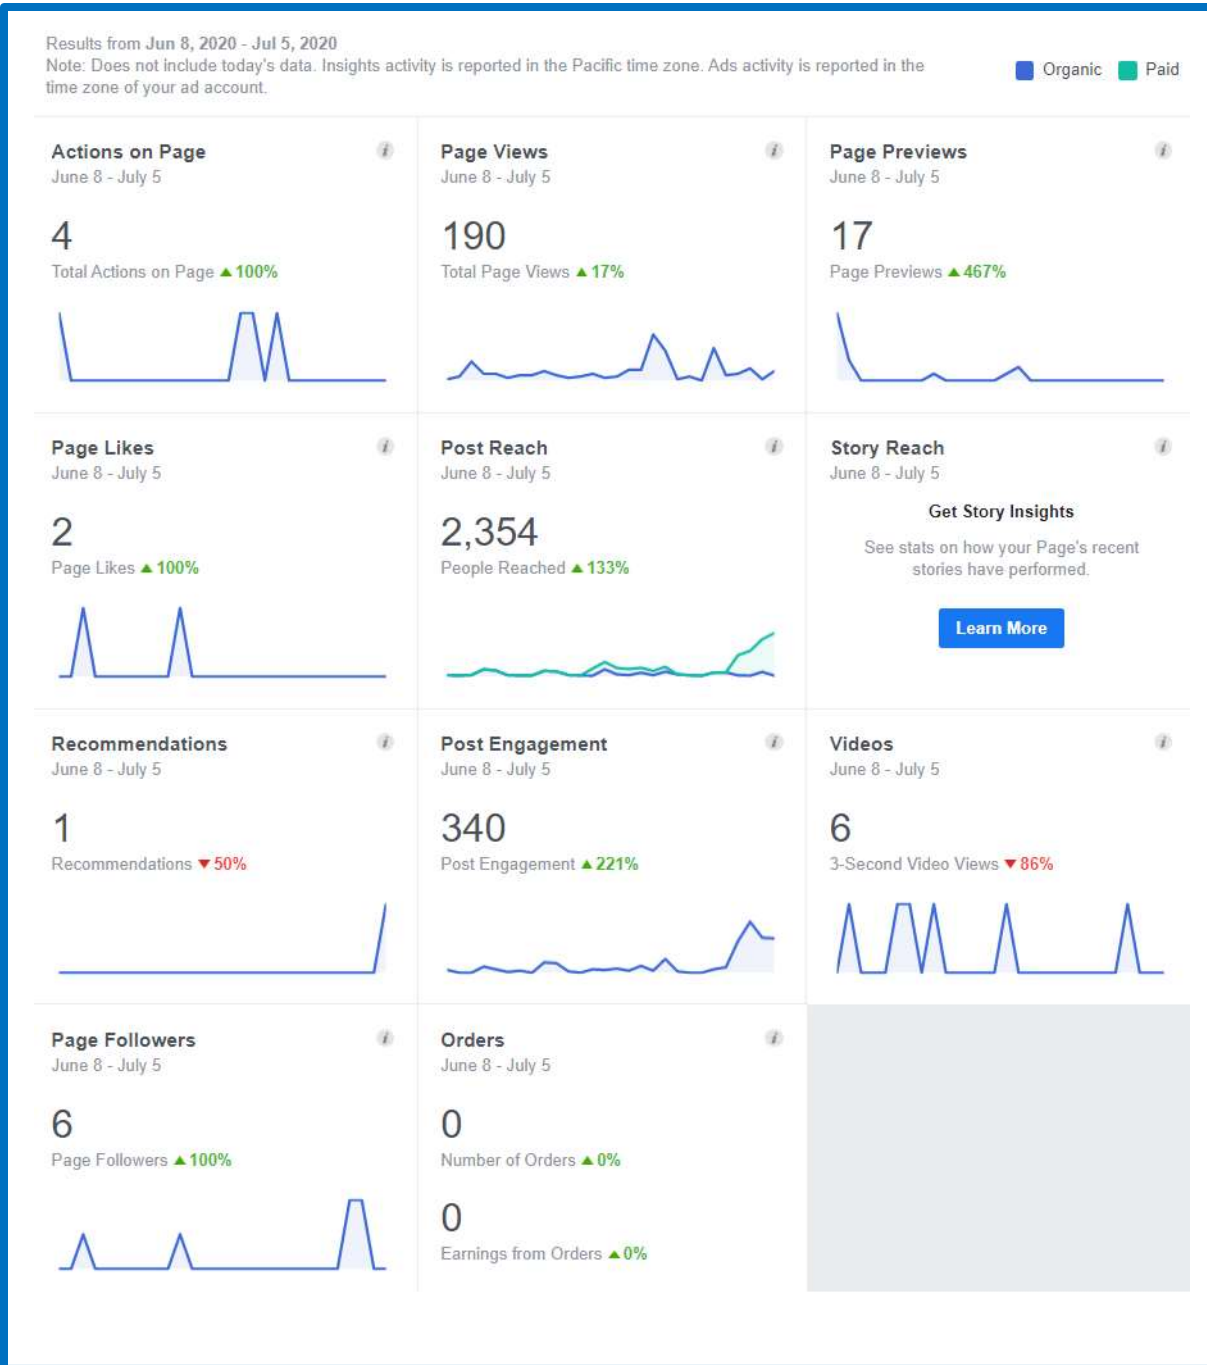 Results from Jun 8, 2020 - Jul 5, 2020
Note: Does not include today's data. Insights activity is reported in the Pacific time zone. Ads activity is reported in the
time zone of your ad account.
Organic Paid
Actions on Page
June 8 - July 5
4
Total Actions on Page ▲ 100%
Page Views
June 8 - July 5
190
Total Page Views ▲ 17%
Page Previews
June 8 - July 5
17
Page Previews ▲ 467%
Page Likes
June 8 - July 5
2
Page Likes ▲ 100%
Post Reach
June 8 - July 5
2,354
People Reached ▲ 133%
Story Reach
June 8 - July 5
Get Story Insights
See stats on how your Page's recent
stories have performed.
Learn More
Recommendations
June 8 - July 5
1
Recommendations ▼ 50%
Post Engagement
June 8 - July 5
340
Post Engagement ▲ 221%
Videos
June 8 - July 5
6
3-Second Video Views ▼ 86%
Page Followers
June 8 - July 5
6
Page Followers ▲ 100%
Orders
June 8 - July 5
0
Number of Orders ▲ 0%
0
Earnings from Orders ▲ 0%